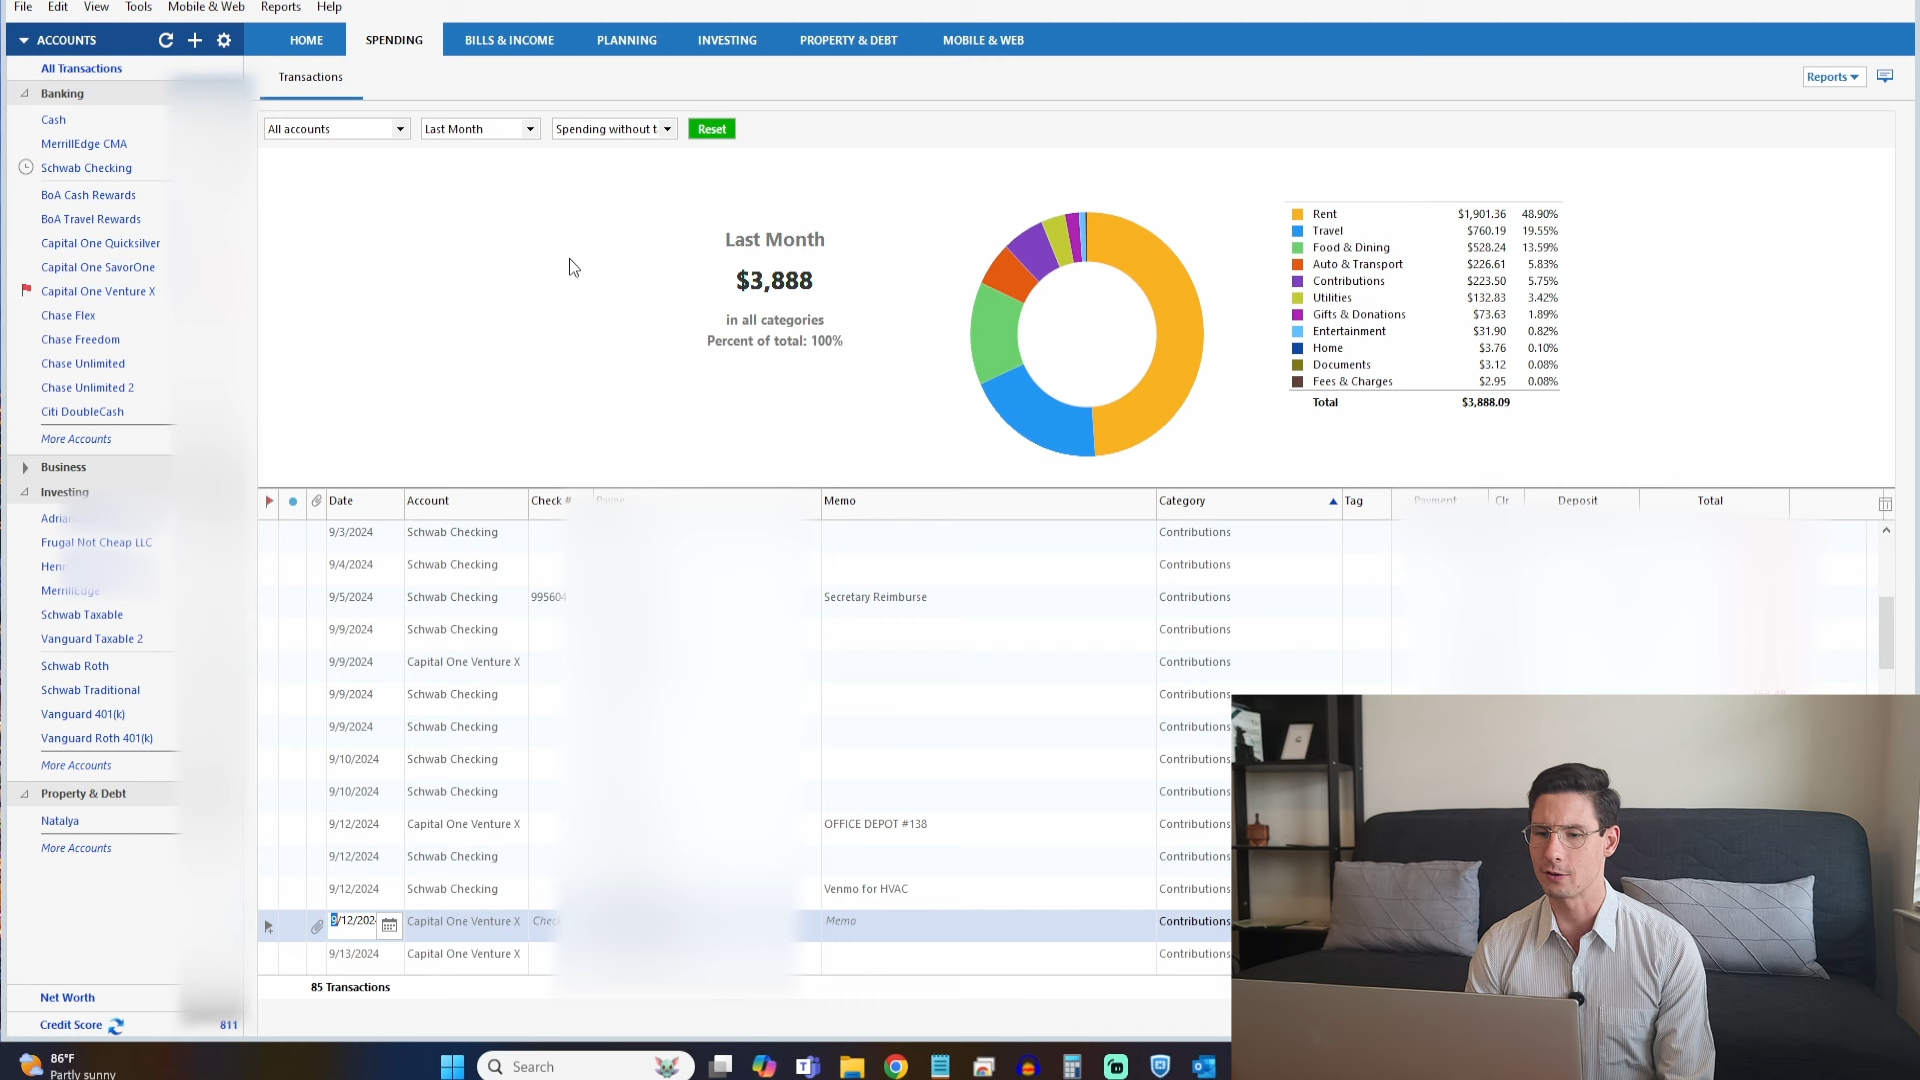 File Edit View Tools Mobile & Web Reports Help
ACCOUNTS
HOME SPENDING BILLS & INCOME PLANNING INVESTING PROPERTY & DEBT MOBILE & WEB
All Transactions
Transactions
Reports
Banking
Cash
MerrillEdge CMA
Schwab Checking
BoA Cash Rewards
BoA Travel Rewards
Capital One Quicksilver
Capital One SavorOne
Capital One Venture X
Chase Flex
Chase Freedom
Chase Unlimited
Chase Unlimited 2
Citi DoubleCash
More Accounts
Business
Investing
Adrian
Frugal Not Cheap LLC
Henr
MerrillEdge
Schwab Taxable
Vanguard Taxable 2
Schwab Roth
Schwab Traditional
Vanguard 401(k)
Vanguard Roth 401(k)
More Accounts
Property & Debt
Natalya
More Accounts
Net Worth
Credit Score 811
All accounts Last Month Spending without t Reset
Last Month
$3,888
in all categories
Percent of total: 100%
Rent $1,901.36 48.90%
Travel $760.19 19.55%
Food & Dining $528.24 13.59%
Auto & Transport $226.61 5.83%
Contributions $223.50 5.75%
Utilities $132.83 3.42%
Gifts & Donations $73.63 1.89%
Entertainment $31.90 0.82%
Home $3.76 0.10%
Documents $3.12 0.08%
Fees & Charges $2.95 0.08%
Total $3,888.09
Date Account Check # Payee Memo Category Tag Payment Clr Deposit Total
9/3/2024 Schwab Checking Contributions
9/4/2024 Schwab Checking Contributions
9/5/2024 Schwab Checking 995604 Secretary Reimburse Contributions
9/9/2024 Schwab Checking Contributions
9/9/2024 Capital One Venture X Contributions
9/9/2024 Schwab Checking Contributions
9/9/2024 Schwab Checking Contributions
9/10/2024 Schwab Checking Contributions
9/10/2024 Schwab Checking Contributions
9/12/2024 Capital One Venture X OFFICE DEPOT #138 Contributions
9/12/2024 Schwab Checking Contributions
9/12/2024 Schwab Checking Venmo for HVAC Contributions
9/12/202 Capital One Venture X Chec Memo Contributions
9/13/2024 Capital One Venture X Contributions
85 Transactions
86°F
Partly sunny
Search